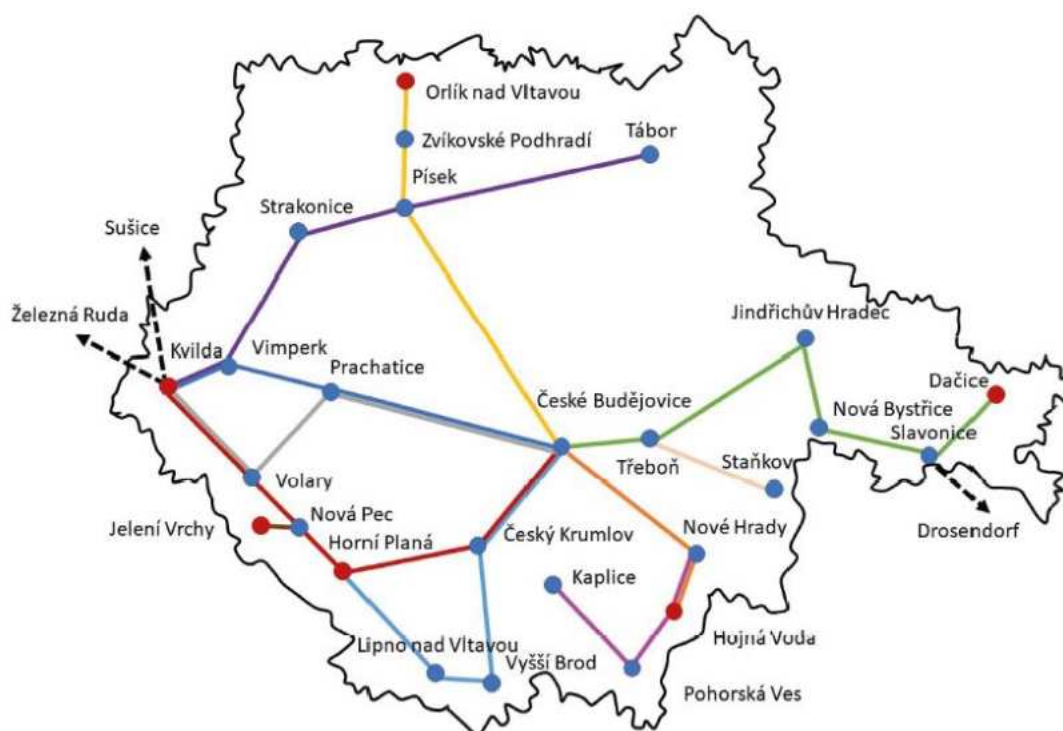 Orlík nad Vltavou
Zvíkovské Podhradí
Tábor
Písek
Strakonice
Sušice
Železná Ruda
Jindřichův Hradec
Kvilda
Vimperk
Prachatice
Dačice
České Budějovice
Nová Bystřice
Slavonice
Třeboň
Staňkov
Volary
Nová Pec
Jelení Vrchy
Horní Planá
Český Krumlov
Nové Hrady
Drosendorf
Kaplice
Hojná Voda
Lipno nad Vltavou
Vyšší Brod
Pohorská Ves